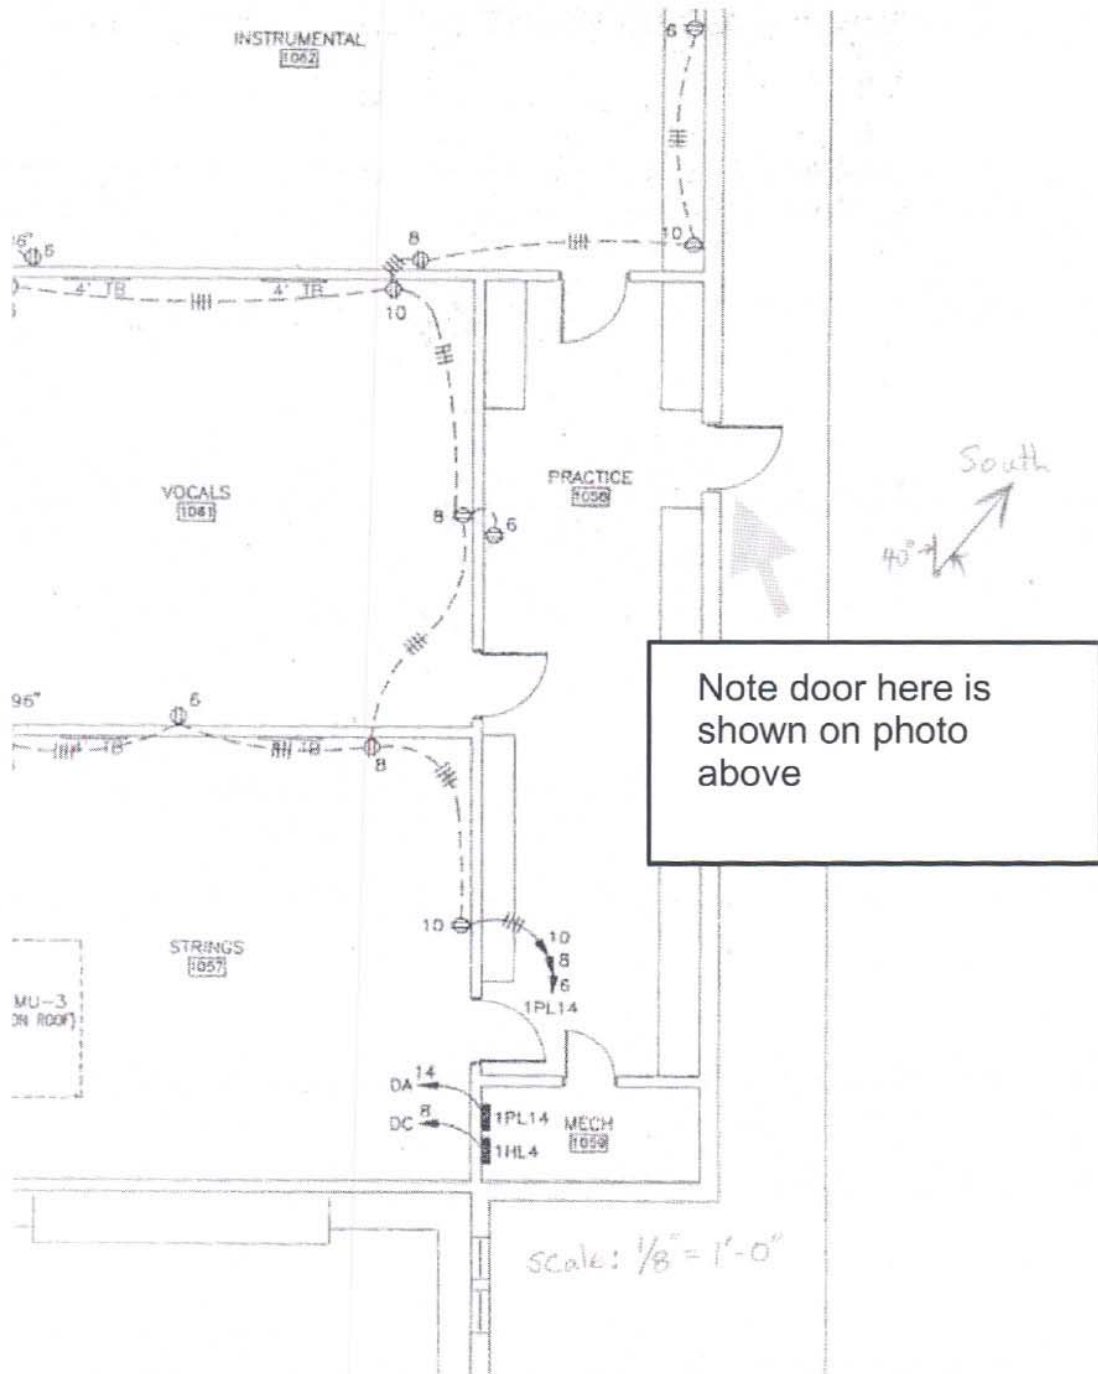 INSTRUMENTAL
1062
6
10
8
6
4' TB
4' TB
10
VOCALS
1061
PRACTICE
8
6
South
40°
Note door here is
shown on photo
above
96"
6
4' TB
TB
8
10
10
8
6
1PL14
STRINGS
1057
MU-3
ON ROOF)
14
DA
8
DC
1PL14
1HL4
MECH
1059
scale: 1/8" = 1'-0"